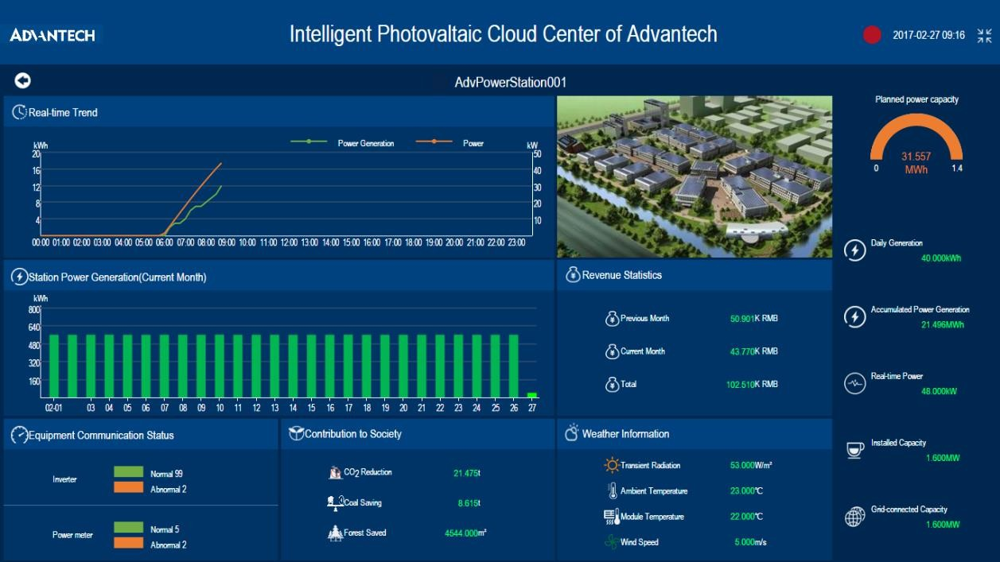 ADVANTECH
Intelligent Photovaltaic Cloud Center of Advantech
2017-02-27 09:16
AdvPowerStation001
Real-time Trend
kWh
Power Generation
Power
kW
20
16
12
8
4
50
40
30
20
10
00:00 01:00 02:00 03:00 04:00 05:00 06:00 07:00 08:00 09:00 10:00 11:00 12:00 13:00 14:00 15:00 16:00 17:00 18:00 19:00 20:00 21:00 22:00 23:00
Planned power capacity
31.557
MWh
0
1.4
Station Power Generation(Current Month)
kWh
800
640
480
320
160
02-01 03 04 05 06 07 08 09 10 11 12 13 14 15 16 17 18 19 20 21 22 23 24 25 26 27
Revenue Statistics
Previous Month 50.901K RMB
Current Month 43.770K RMB
Total 102.510K RMB
Daily Generation
40.000kWh
Accumulated Power Generation
21.496MWh
Real-time Power
48.000kW
Installed Capacity
1.600MW
Grid-connected Capacity
1.600MW
Equipment Communication Status
Inverter
Normal 99
Abnormal 2
Power meter
Normal 5
Abnormal 2
Contribution to Society
CO2 Reduction 21.475t
Coal Saving 8.615t
Forest Saved 4544.000m²
Weather Information
Transient Radiation 53.000W/m²
Ambient Temperature 23.000℃
Module Temperature 22.000℃
Wind Speed 5.000m/s